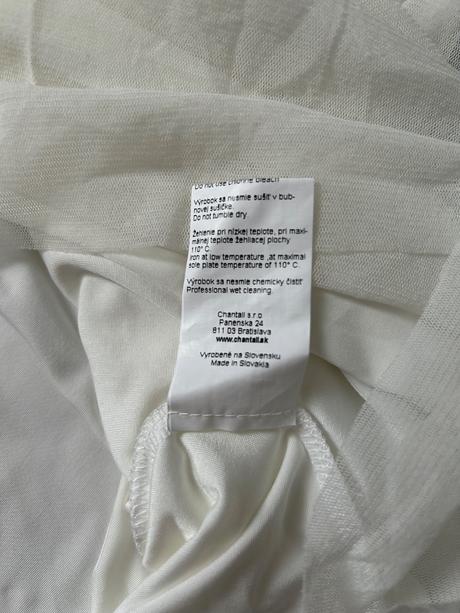 Do not use chlorine bleach
Výrobok sa nesmie sušiť v bub-
novej sušičke.
Do not tumble dry
Žehlenie pri nízkej teplote, pri maxi-
málnej teplote žehliacej plochy
110° C.
Iron at low temperature ,at maximal
sole plate temperature of 110° C.
Výrobok sa nesmie chemicky čistiť
Professional wet cleaning.
Chantall s.r.o
Panenska 24
811 03 Bratislava
www.chantall.sk
Vyrobené na Slovensku
Made in Slovakia